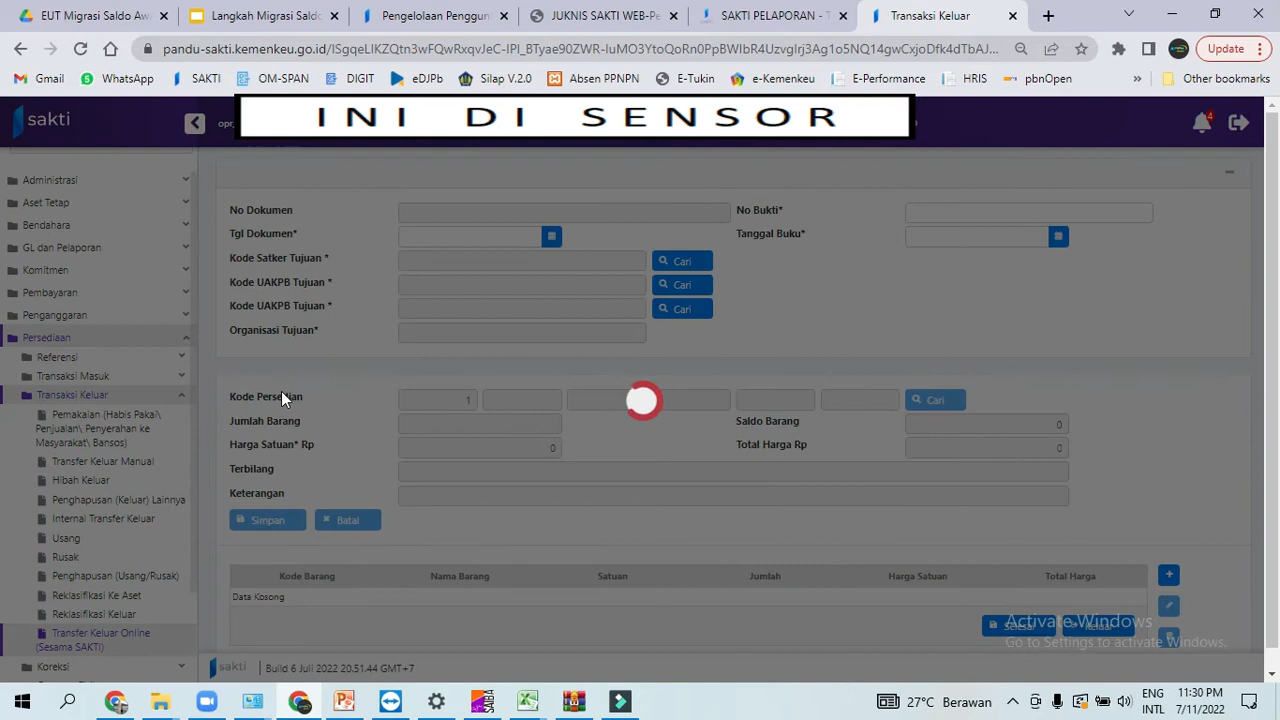 EUT Migrasi Saldo Aw
Langkah Migrasi Saldo
Pengelolaan Penggun
JUKNIS SAKTI WEB-Pe
SAKTI PELAPORAN - T
Transaksi Keluar
Update
Gmail WhatsApp SAKTI OM-SPAN DIGIT eDJPb Silap V.2.0 Absen PPNPN E-Tukin e-Kemenkeu E-Performance HRIS pbnOpen » Other bookmarks
sakti
opr_
INI DI SENSOR
4
Administrasi
Aset Tetap
Bendahara
GL dan Pelaporan
Komitmen
Pembayaran
Penganggaran
Persediaan
Referensi
Transaksi Masuk
Transaksi Keluar
Pemakaian (Habis Pakai\
Penjualan\ Penyerahan ke
Masyarakat\ Bansos)
Transfer Keluar Manual
Hibah Keluar
Penghapusan (Keluar) Lainnya
Internal Transfer Keluar
Usang
Rusak
Penghapusan (Usang/Rusak)
Reklasifikasi Ke Aset
Reklasifikasi Keluar
Transfer Keluar Online
(Sesama SAKTI)
Koreksi
No Dokumen No Bukti*
Tgl Dokumen* Tanggal Buku*
Kode Satker Tujuan * Cari
Kode UAKPB Tujuan * Cari
Kode UAKPB Tujuan * Cari
Organisasi Tujuan*
Kode 1 Cari
Jumlah Barang Saldo Barang 0
Harga Satuan* Rp 0 Total Harga Rp 0
Terbilang
Keterangan
Simpan Batal
Kode Barang Nama Barang Satuan Jumlah Harga Satuan Total Harga
Data Kosong
Activate Windows
Go to Settings to activate Windows.
sakti Build 6 Juli 2022 20.51.44 GMT+7
27°C Berawan
ENG
INTL
11:30 PM
7/11/2022